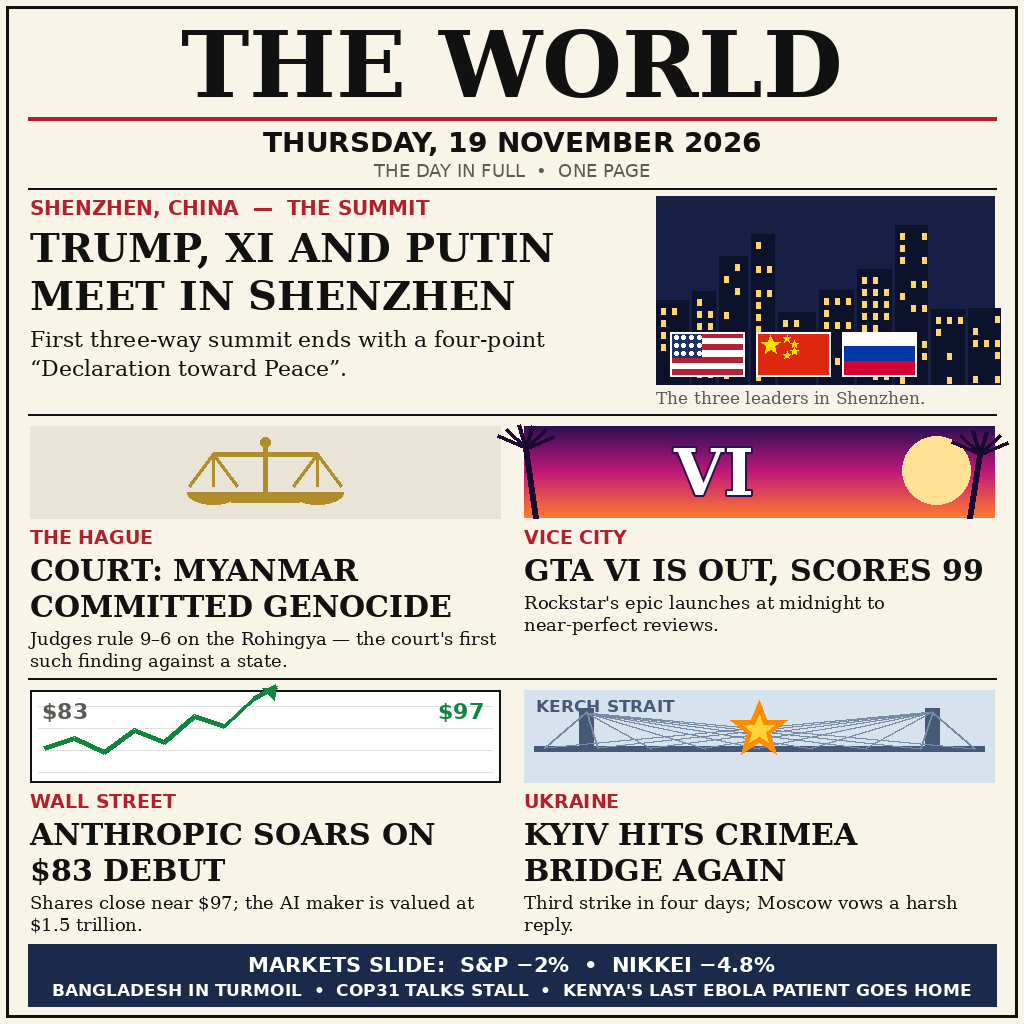 THE WORLD
THURSDAY, 19 NOVEMBER 2026
THE DAY IN FULL • ONE PAGE
SHENZHEN, CHINA — THE SUMMIT
TRUMP, XI AND PUTIN
MEET IN SHENZHEN
First three-way summit ends with a four-point
“Declaration toward Peace”.
The three leaders in Shenzhen.
THE HAGUE
COURT: MYANMAR
COMMITTED GENOCIDE
Judges rule 9–6 on the Rohingya — the court's first
such finding against a state.
VI
VICE CITY
GTA VI IS OUT, SCORES 99
Rockstar's epic launches at midnight to
near-perfect reviews.
$83
$97
WALL STREET
ANTHROPIC SOARS ON
$83 DEBUT
Shares close near $97; the AI maker is valued at
$1.5 trillion.
KERCH STRAIT
UKRAINE
KYIV HITS CRIMEA
BRIDGE AGAIN
Third strike in four days; Moscow vows a harsh
reply.
MARKETS SLIDE: S&P −2% • NIKKEI −4.8%
BANGLADESH IN TURMOIL • COP31 TALKS STALL • KENYA'S LAST EBOLA PATIENT GOES HOME